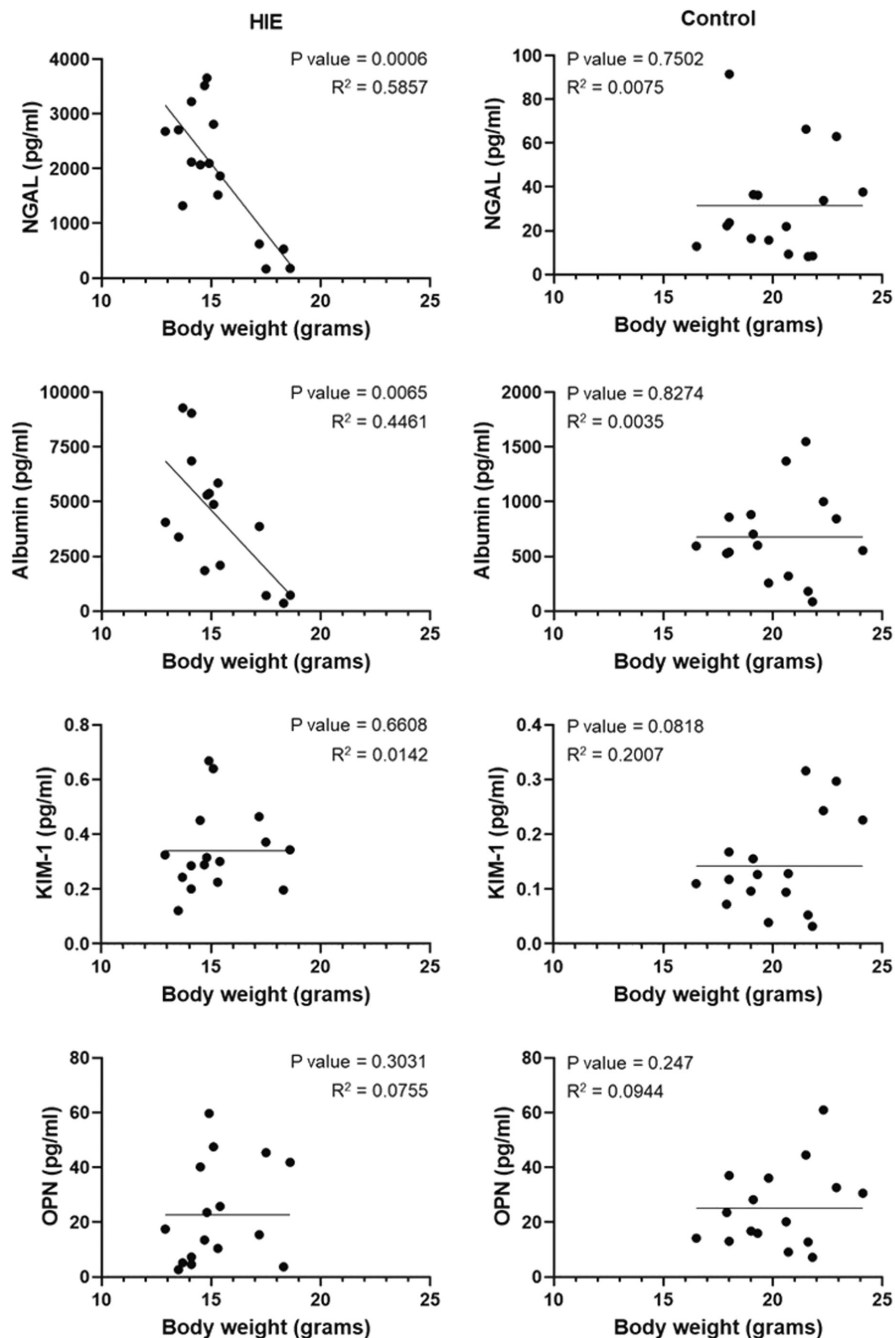 HIE
Control
P value = 0.0006
R² = 0.5857
NGAL (pg/ml)
4000
3000
2000
1000
0
10 15 20 25
Body weight (grams)
P value = 0.7502
R² = 0.0075
NGAL (pg/ml)
100
80
60
40
20
0
10 15 20 25
Body weight (grams)
P value = 0.0065
R² = 0.4461
Albumin (pg/ml)
10000
7500
5000
2500
0
10 15 20 25
Body weight (grams)
P value = 0.8274
R² = 0.0035
Albumin (pg/ml)
2000
1500
1000
500
0
10 15 20 25
Body weight (grams)
P value = 0.6608
R² = 0.0142
KIM-1 (pg/ml)
0.8
0.6
0.4
0.2
0.0
10 15 20 25
Body weight (grams)
P value = 0.0818
R² = 0.2007
KIM-1 (pg/ml)
0.4
0.3
0.2
0.1
0.0
10 15 20 25
Body weight (grams)
P value = 0.3031
R² = 0.0755
OPN (pg/ml)
80
60
40
20
0
10 15 20 25
Body weight (grams)
P value = 0.247
R² = 0.0944
OPN (pg/ml)
80
60
40
20
0
10 15 20 25
Body weight (grams)